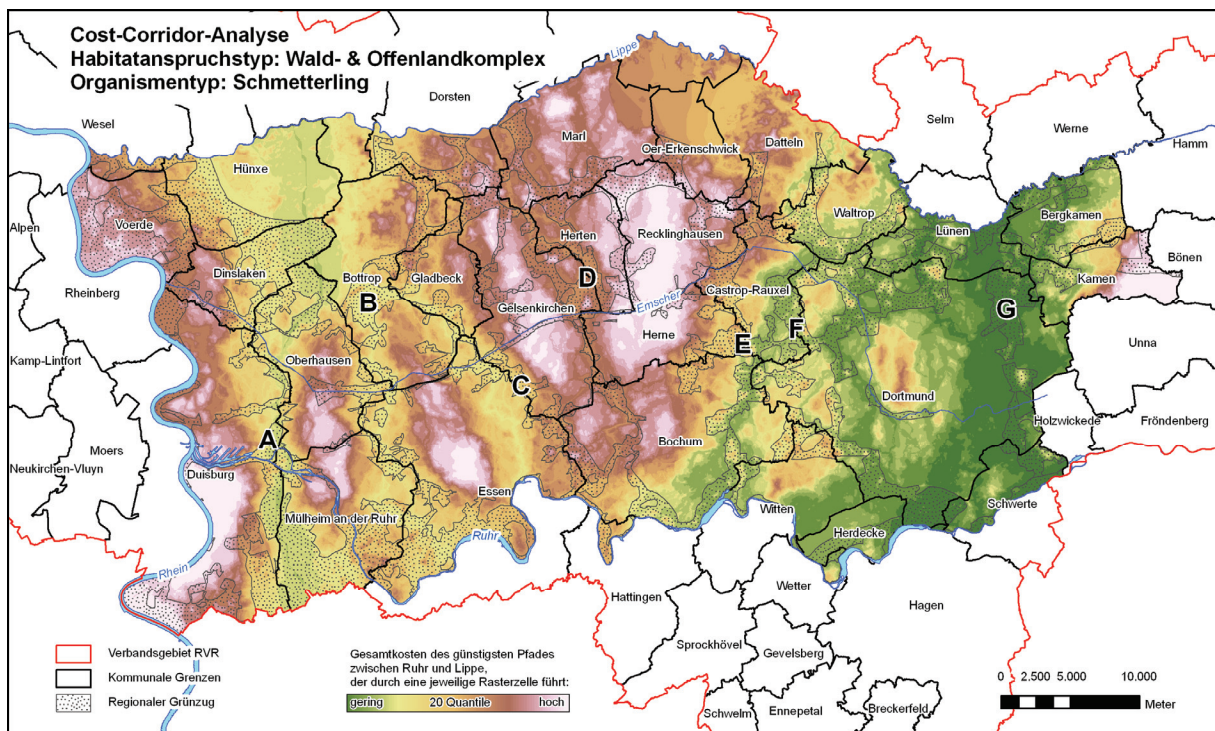 Cost-Corridor-Analyse
Habitatanspruchstyp: Wald- & Offenlandkomplex
Organismentyp: Schmetterling
Lippe
Dorsten
Wesel
Selm
Werne
Hamm
Marl
Oer-Erkenschwick
Datteln
Hünxe
Waltrop
Bergkamen
Voerde
Alpen
Herten
Recklinghausen
Lünen
Bönen
Dinslaken
Bottrop
Gladbeck
Kamen
Rheinberg
B
D
Castrop-Rauxel
Gelsenkirchen
Emscher
G
E
F
Herne
Unna
Kamp-Lintfort
Oberhausen
C
Dortmund
Holzwickede
Fröndenberg
A
Bochum
Moers
Neukirchen-Vluyn
Duisburg
Essen
Schwerte
Mülheim an der Ruhr
Witten
Herdecke
Ruhr
Rhein
Wetter
Hattingen
Hagen
Sprockhövel
Gevelsberg
Schwelm
Ennepetal
Breckerfeld
Verbandsgebiet RVR
Kommunale Grenzen
Regionaler Grünzug
Gesamtkosten des günstigsten Pfades
zwischen Ruhr und Lippe,
der durch eine jeweilige Rasterzelle führt:
gering 20 Quantile hoch
0 2.500 5.000 10.000
Meter